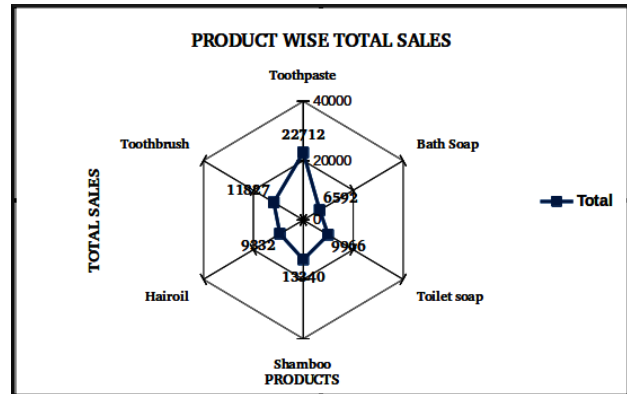 PRODUCT WISE TOTAL SALES
Toothpaste
40000
22712
Toothbrush
20000
Bath Soap
11827
6592
TOTAL SALES
0
Total
9832
9966
13340
Hairoil
Toilet soap
Shamboo
PRODUCTS